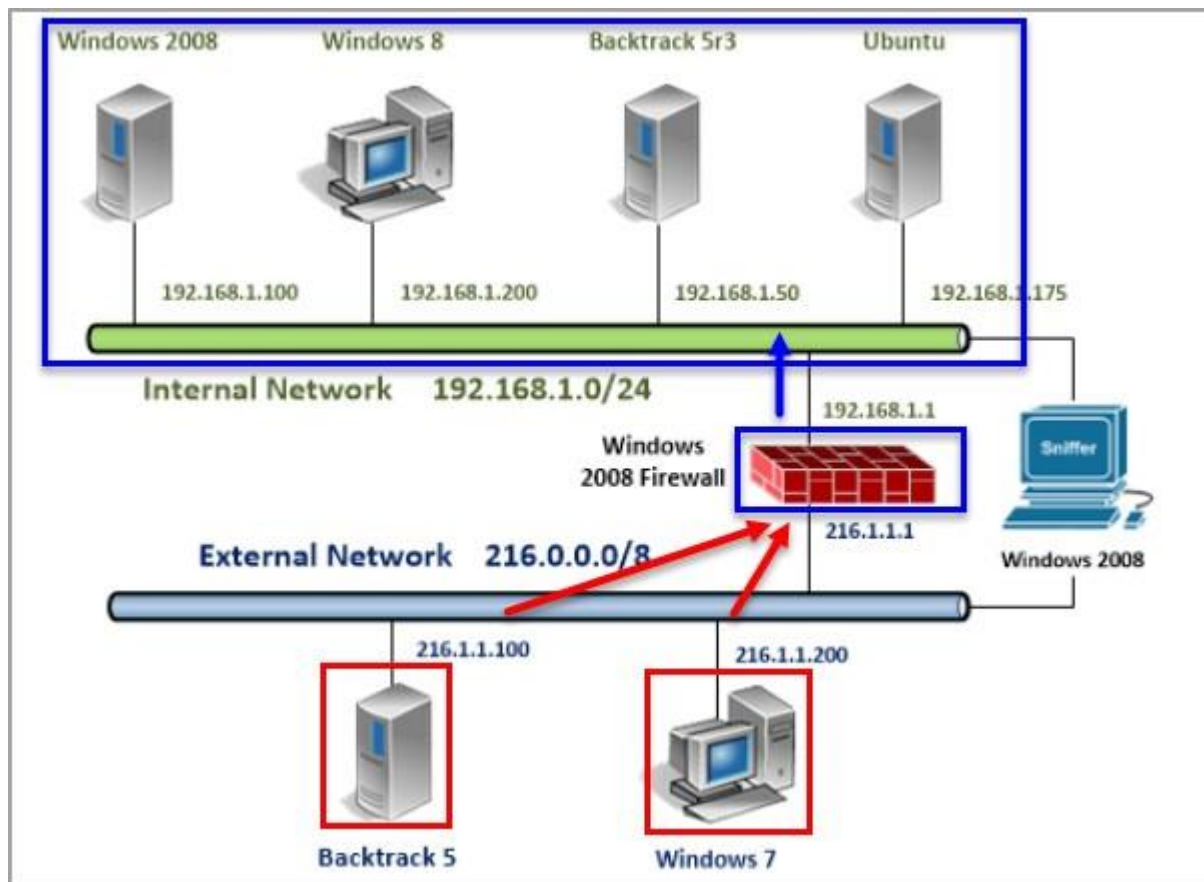 Windows 2008
Windows 8
Backtrack 5r3
Ubuntu
192.168.1.100
192.168.1.200
192.168.1.50
192.168.1.175
Internal Network 192.168.1.0/24
192.168.1.1
Windows
2008 Firewall
Sniffer
216.1.1.1
Windows 2008
External Network 216.0.0.0/8
216.1.1.100
216.1.1.200
Backtrack 5
Windows 7